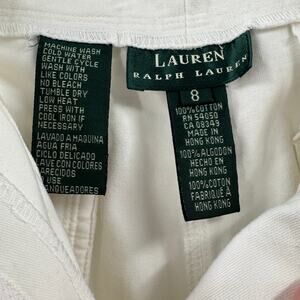 MACHINE WASH
COLD WATER
GENTLE CYCLE
WASH WITH
LIKE COLORS
NO BLEACH
TUMBLE DRY
LOW HEAT
PRESS WITH
COOL IRON IF
NECESSARY
LAVADO A MAQUINA
AGUA FRIA
CICLO DELICADO
LAVE CON COLORES
PARECIDOS
USE
ANQUEADORES
LAUREN
RALPH LAUREN
8
100% COTTON
RN 54050
CA 08349
MADE IN
HONG KONG
100% ALGODON
HECHO EN
HONG KONG
100% COTON
FABRIQUÉ À
HONG KONG